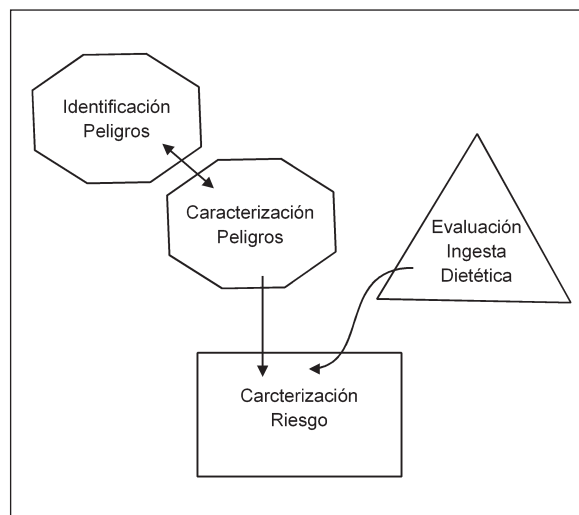 Identificación
Peligros
Caracterización
Peligros
Evaluación
Ingesta
Dietética
Carcterización
Riesgo